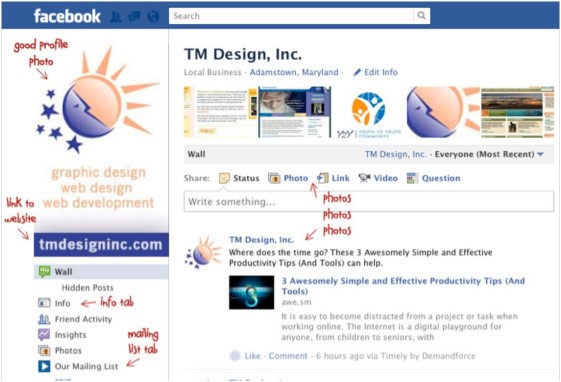 facebook
Search
good profile
photo
TM Design, Inc.
Local Business · Adamstown, Maryland · Edit Info
YOUTH TO YOUTH
graphic design
web design
web development
Wall
TM Design, Inc. - Everyone (Most Recent)
Share: Status Photo Link Video Question
Write something...
photos
photos
photos
link to
website
tmdesigninc.com
Wall
Hidden Posts
Info
info tab
Friend Activity
Insights
Photos
Our Mailing List
mailing
list tab
TM Design, Inc.
Where does the time go? These 3 Awesomely Simple and Effective
Productivity Tips (And Tools) can help.
3 Awesomely Simple and Effective Productivity Tips (And
Tools)
awe.sm
It is easy to become distracted from a project or task when
working online. The Internet is a digital playground for
anyone, from children to seniors, with
Like · Comment · 6 hours ago via Timely by Demandforce